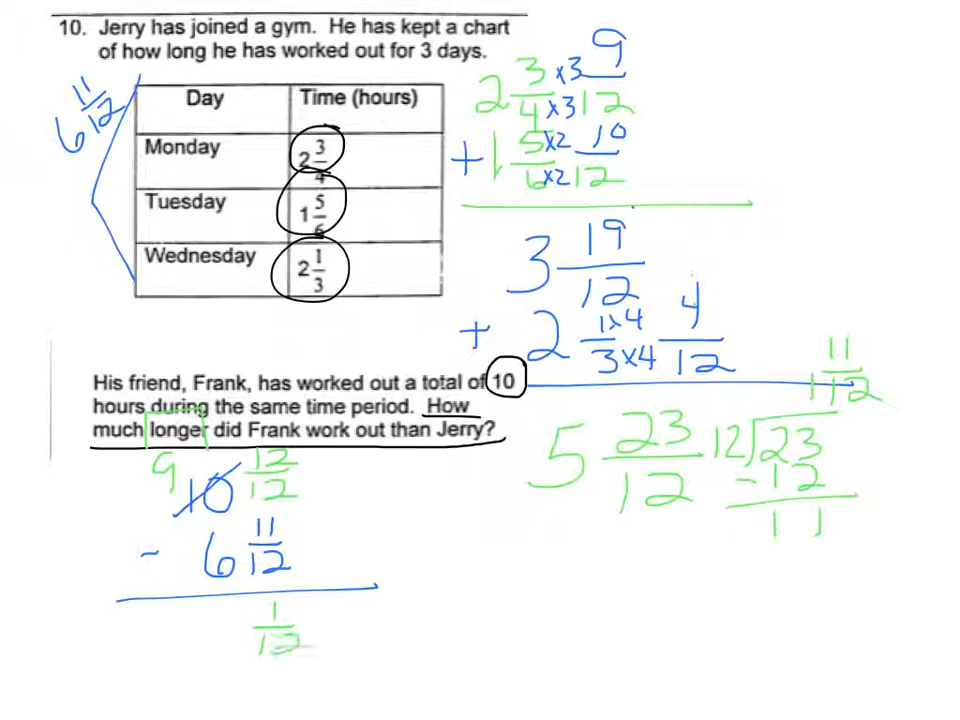 10. Jerry has joined a gym. He has kept a chart
of how long he has worked out for 3 days.
Day Time (hours)
Monday 2 3/4
Tuesday 1 5/6
Wednesday 2 1/3
6 11/12
His friend, Frank, has worked out a total of 10
hours during the same time period. How
much longer did Frank work out than Jerry?
9 10 12/12
- 6 11/12
1/12
2 3/4 ×3 ×3 9/12
+ 1 5/6 ×2 ×2 10/12
3 19/12
+ 2 1/3 ×4 ×4 4/12
5 23/12
1 11/12
12)23
-12
11